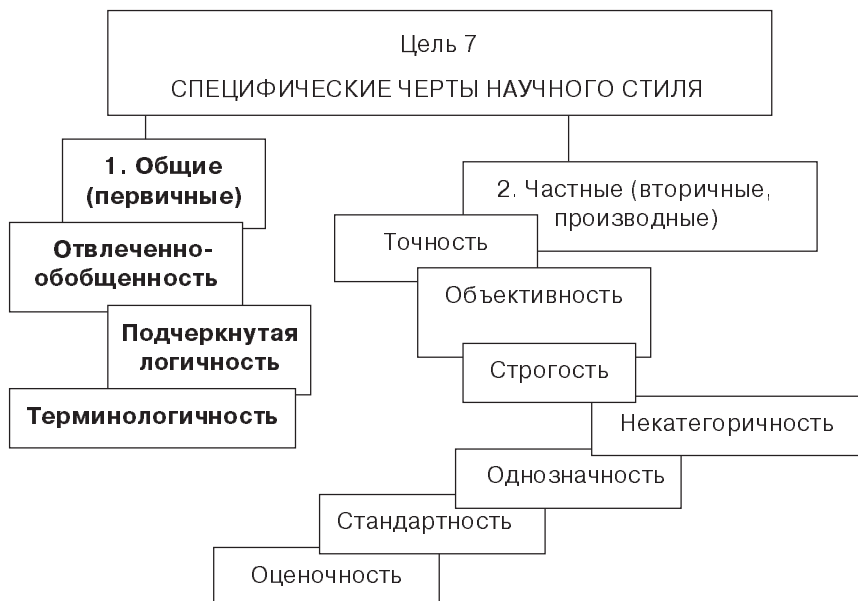 Цель 7
СПЕЦИФИЧЕСКИЕ ЧЕРТЫ НАУЧНОГО СТИЛЯ
1. Общие
(первичные)
Отвлеченно-
обобщенность
Подчеркнутая
логичность
Терминологичность
2. Частные (вторичные,
производные)
Точность
Объективность
Строгость
Некатегоричность
Однозначность
Стандартность
Оценочность